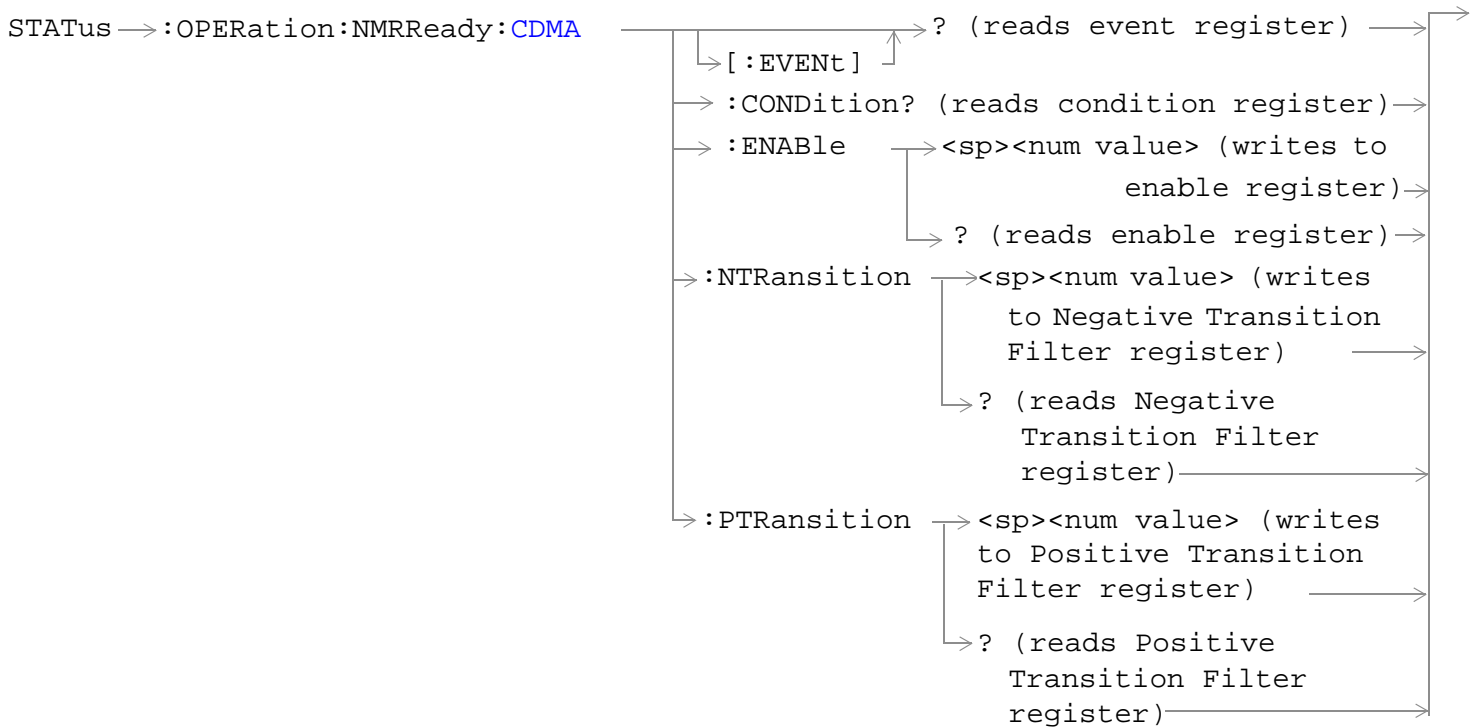 STATus :OPERation:NMRReady:CDMA ? (reads event register)
[:EVENt]
:CONDition? (reads condition register)
:ENABle <sp><num value> (writes to
enable register)
? (reads enable register)
:NTRansition <sp><num value> (writes
to Negative Transition
Filter register)
? (reads Negative
Transition Filter
register)
:PTRansition <sp><num value> (writes
to Positive Transition
Filter register)
? (reads Positive
Transition Filter
register)